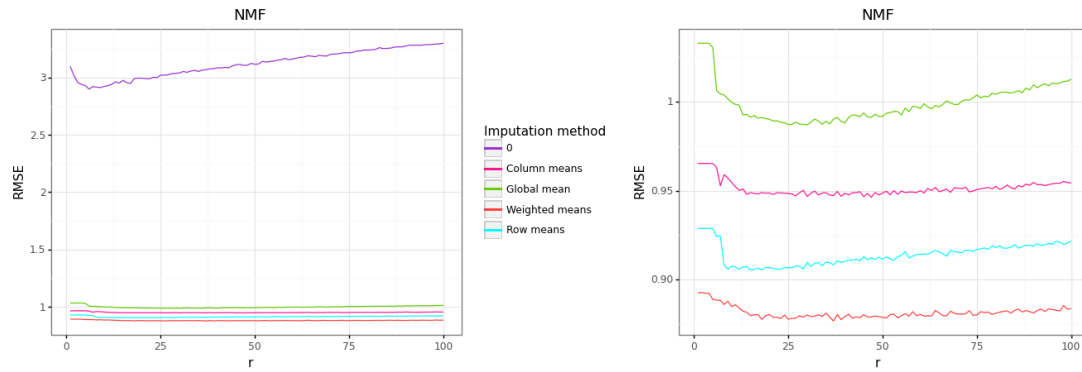 NMF
RMSE
3
2.5
2
1.5
1
0
25
50
75
100
r
Imputation method
0
Column means
Global mean
Weighted means
Row means
NMF
RMSE
1
0.95
0.90
0
25
50
75
100
r